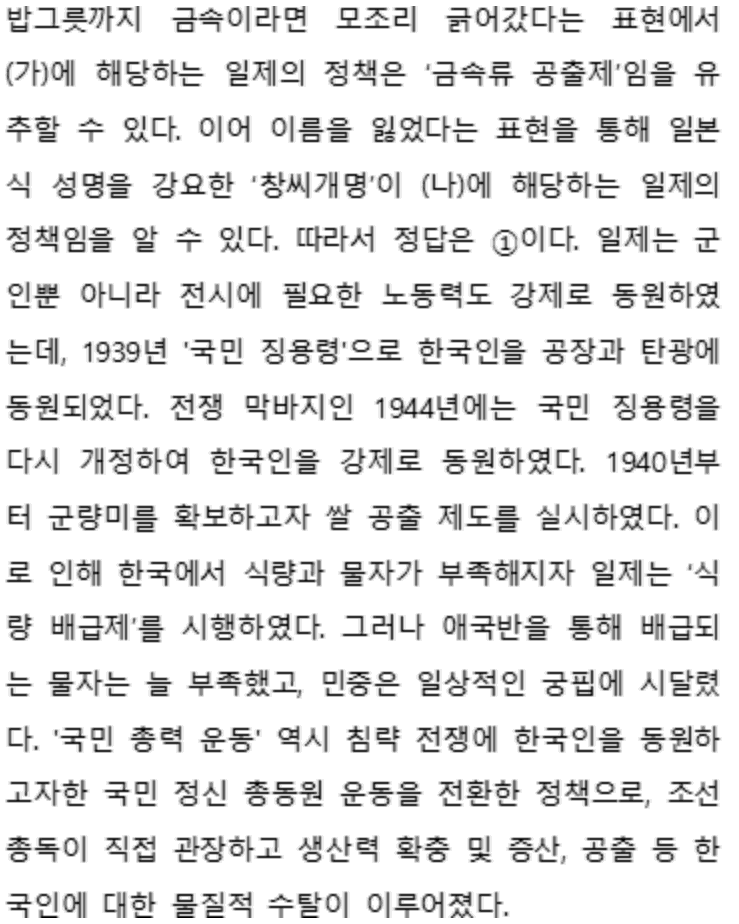 밥그릇까지 금속이라면 모조리 긁어갔다는 표현에서
(가)에 해당하는 일제의 정책은 ‘금속류 공출제’임을 유
추할 수 있다. 이어 이름을 잃었다는 표현을 통해 일본
식 성명을 강요한 ‘창씨개명’이 (나)에 해당하는 일제의
정책임을 알 수 있다. 따라서 정답은 ①이다. 일제는 군
인뿐 아니라 전시에 필요한 노동력도 강제로 동원하였
는데, 1939년 '국민 징용령'으로 한국인을 공장과 탄광에
동원되었다. 전쟁 막바지인 1944년에는 국민 징용령을
다시 개정하여 한국인을 강제로 동원하였다. 1940년부
터 군량미를 확보하고자 쌀 공출 제도를 실시하였다. 이
로 인해 한국에서 식량과 물자가 부족해지자 일제는 ‘식
량 배급제’를 시행하였다. 그러나 애국반을 통해 배급되
는 물자는 늘 부족했고, 민중은 일상적인 궁핍에 시달렸
다. '국민 총력 운동' 역시 침략 전쟁에 한국인을 동원하
고자한 국민 정신 총동원 운동을 전환한 정책으로, 조선
총독이 직접 관장하고 생산력 확충 및 증산, 공출 등 한
국인에 대한 물질적 수탈이 이루어졌다.